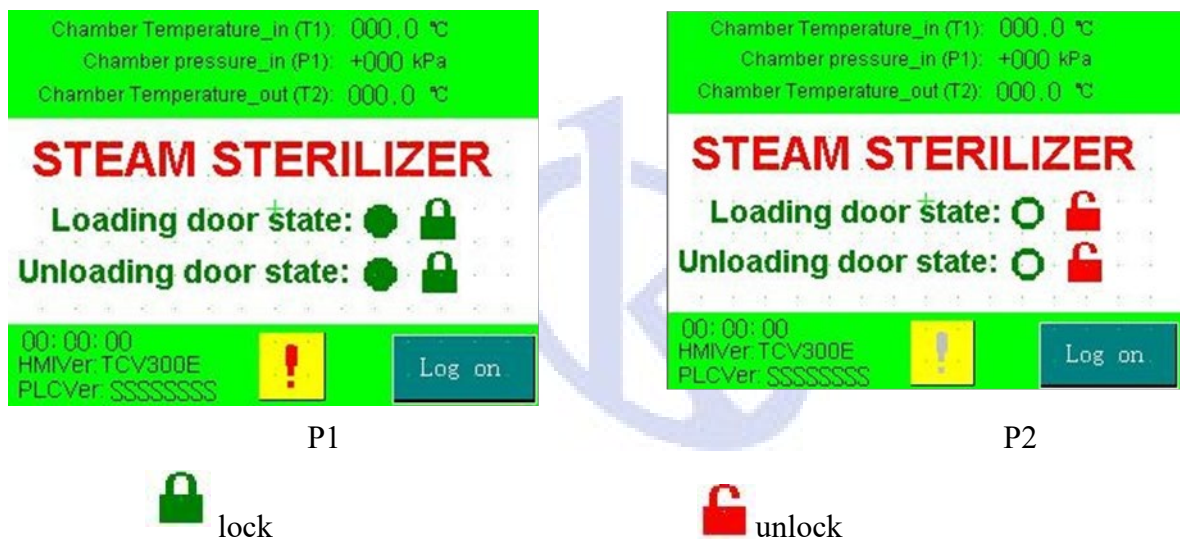 Chamber Temperature_in (T1): 000.0 ℃
Chamber pressure_in (P1): +000 kPa
Chamber Temperature_out (T2): 000.0 ℃
STEAM STERILIZER
Loading door state:
Unloading door state:
00:00:00
HMIVer:TCV300E
PLCVer:SSSSSSSS
!
Log on
P1
Chamber Temperature_in (T1): 000.0 ℃
Chamber pressure_in (P1): +000 kPa
Chamber Temperature_out (T2): 000.0 ℃
STEAM STERILIZER
Loading door state:
Unloading door state:
00:00:00
HMIVer:TCV300E
PLCVer:SSSSSSSS
!
Log on
P2
lock
unlock